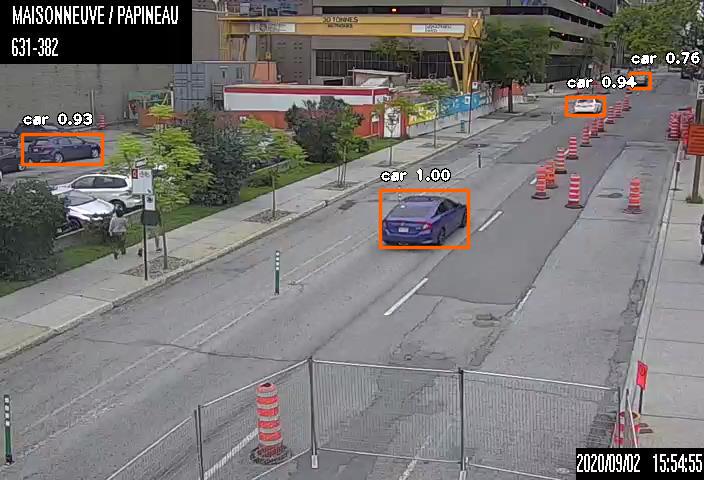 MAISONNEUVE / PAPINEAU
631-382
30 TONNES
car 0.76
car 0.94
car 0.93
car 1.00
2020/09/02 15:54:55